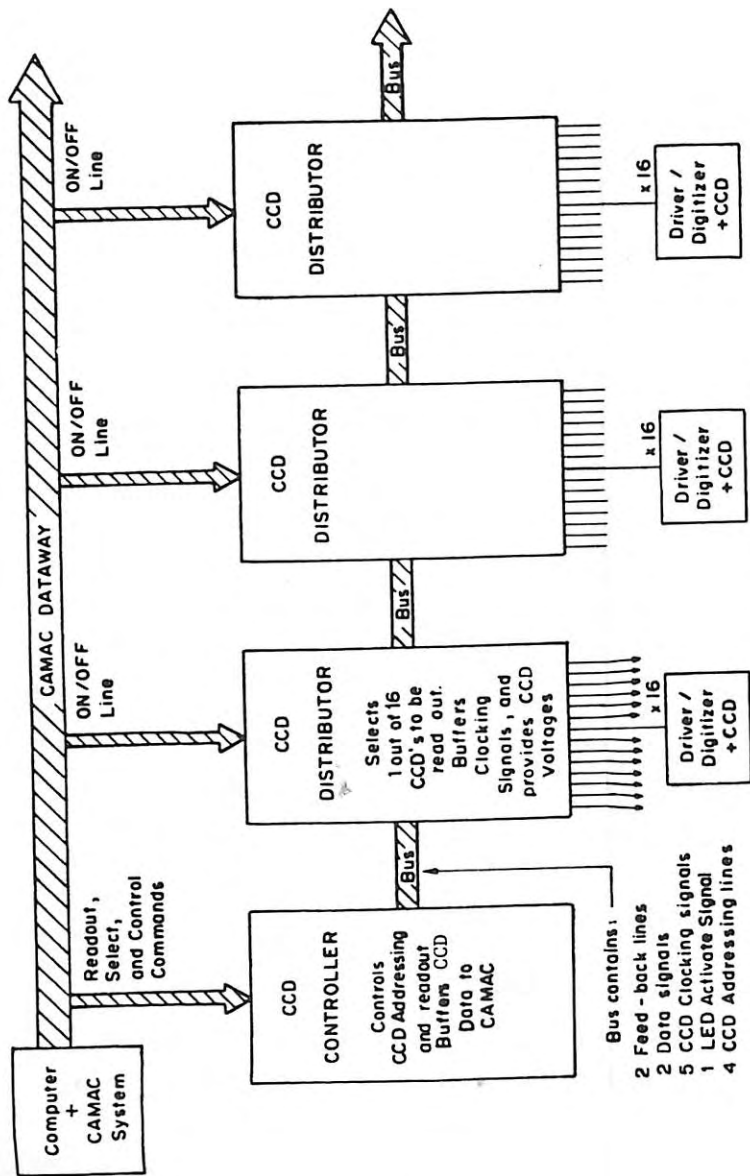 Computer
+
CAMAC
System
CAMAC DATAWAY
Readout,
Select,
and Control
Commands
ON/OFF
Line
ON/OFF
Line
ON/OFF
Line
CCD
CONTROLLER
Controls
CCD Addressing
and readout
Buffers CCD
Data to
CAMAC
Bus
CCD
DISTRIBUTOR
Selects
1 out of 16
CCD's to be
read out.
Buffers
Clocking
Signals, and
provides CCD
Voltages
Bus
CCD
DISTRIBUTOR
Bus
CCD
DISTRIBUTOR
Bus
x 16
Driver/
Digitizer
+CCD
x 16
Driver/
Digitizer
+CCD
x 16
Driver/
Digitizer
+CCD
Bus contains:
2 Feed-back lines
2 Data signals
5 CCD Clocking signals
1 LED Activate Signal
4 CCD Addressing lines